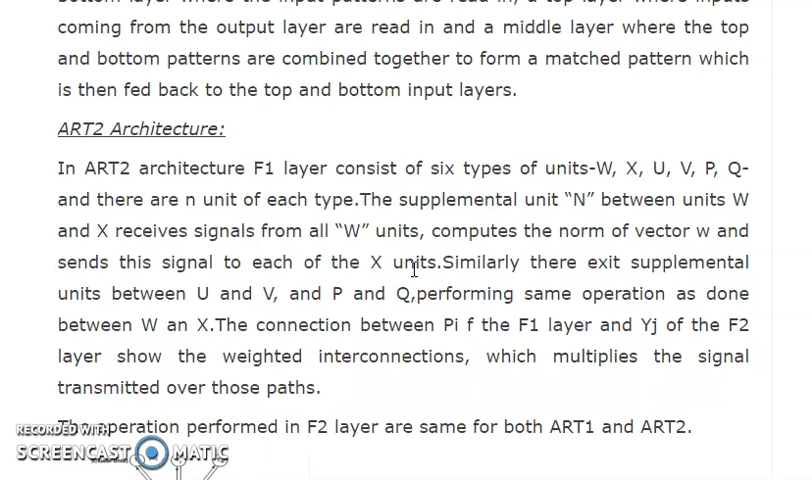 coming from the output layer are read in and a middle layer where the top
and bottom patterns are combined together to form a matched pattern which
is then fed back to the top and bottom input layers.
ART2 Architecture:
In ART2 architecture F1 layer consist of six types of units-W, X, U, V, P, Q-
and there are n unit of each type.The supplemental unit “N” between units W
and X receives signals from all “W” units, computes the norm of vector w and
sends this signal to each of the X units.Similarly there exit supplemental
units between U and V, and P and Q,performing same operation as done
between W an X.The connection between Pi f the F1 layer and Yj of the F2
layer show the weighted interconnections, which multiplies the signal
transmitted over those paths.
The operation performed in F2 layer are same for both ART1 and ART2.
RECORDED WITH
SCREENCAST MATIC